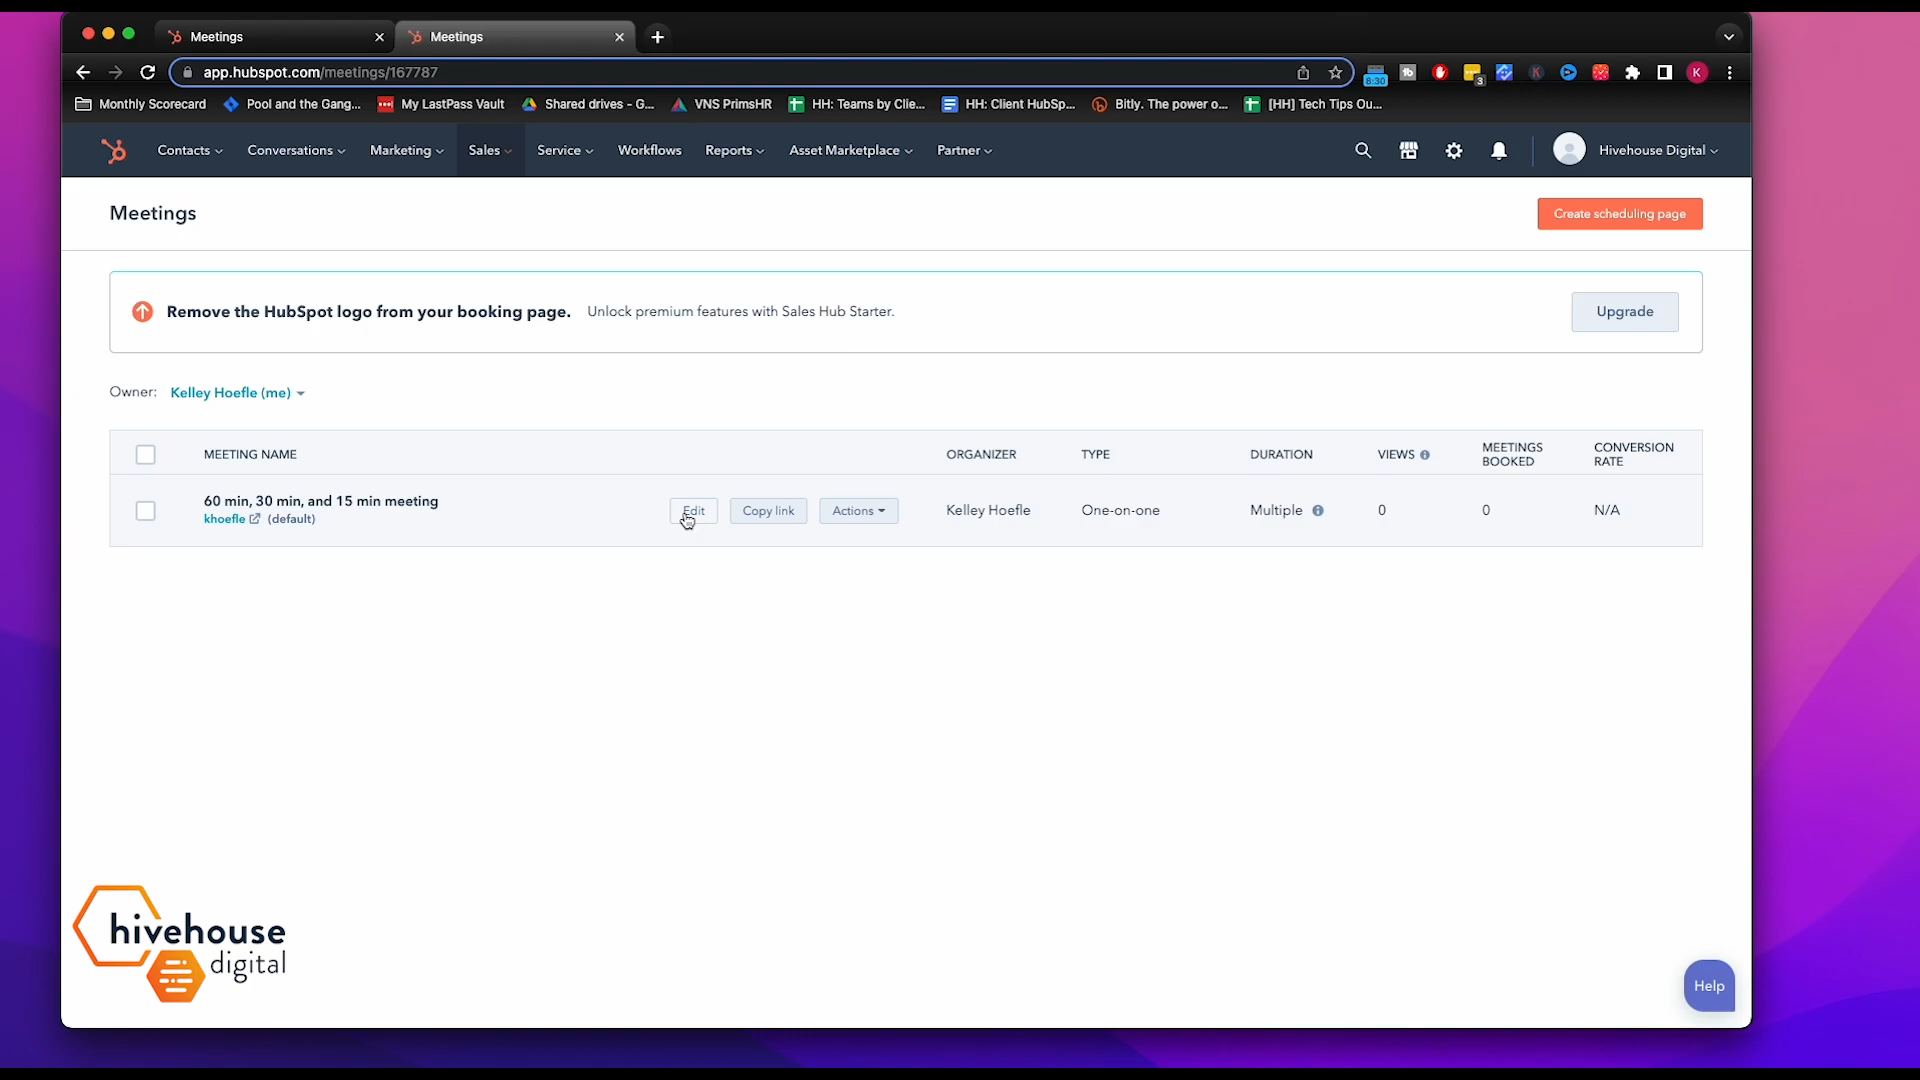 Meetings
Meetings
app.hubspot.com/meetings/167787
8:30
3
K
K
Monthly Scorecard
Pool and the Gang...
My LastPass Vault
Shared drives - G...
VNS PrimsHR
HH: Teams by Clie...
HH: Client HubSp...
Bitly. The power o...
[HH] Tech Tips Ou...
Contacts
Conversations
Marketing
Sales
Service
Workflows
Reports
Asset Marketplace
Partner
Hivehouse Digital
Meetings
Create scheduling page
Remove the HubSpot logo from your booking page. Unlock premium features with Sales Hub Starter.
Upgrade
Owner: Kelley Hoefle (me)
MEETING NAME
ORGANIZER
TYPE
DURATION
VIEWS
MEETINGS
BOOKED
CONVERSION
RATE
60 min, 30 min, and 15 min meeting
khoefle (default)
Edit
Copy link
Actions
Kelley Hoefle
One-on-one
Multiple
0
0
N/A
hivehouse
digital
Help